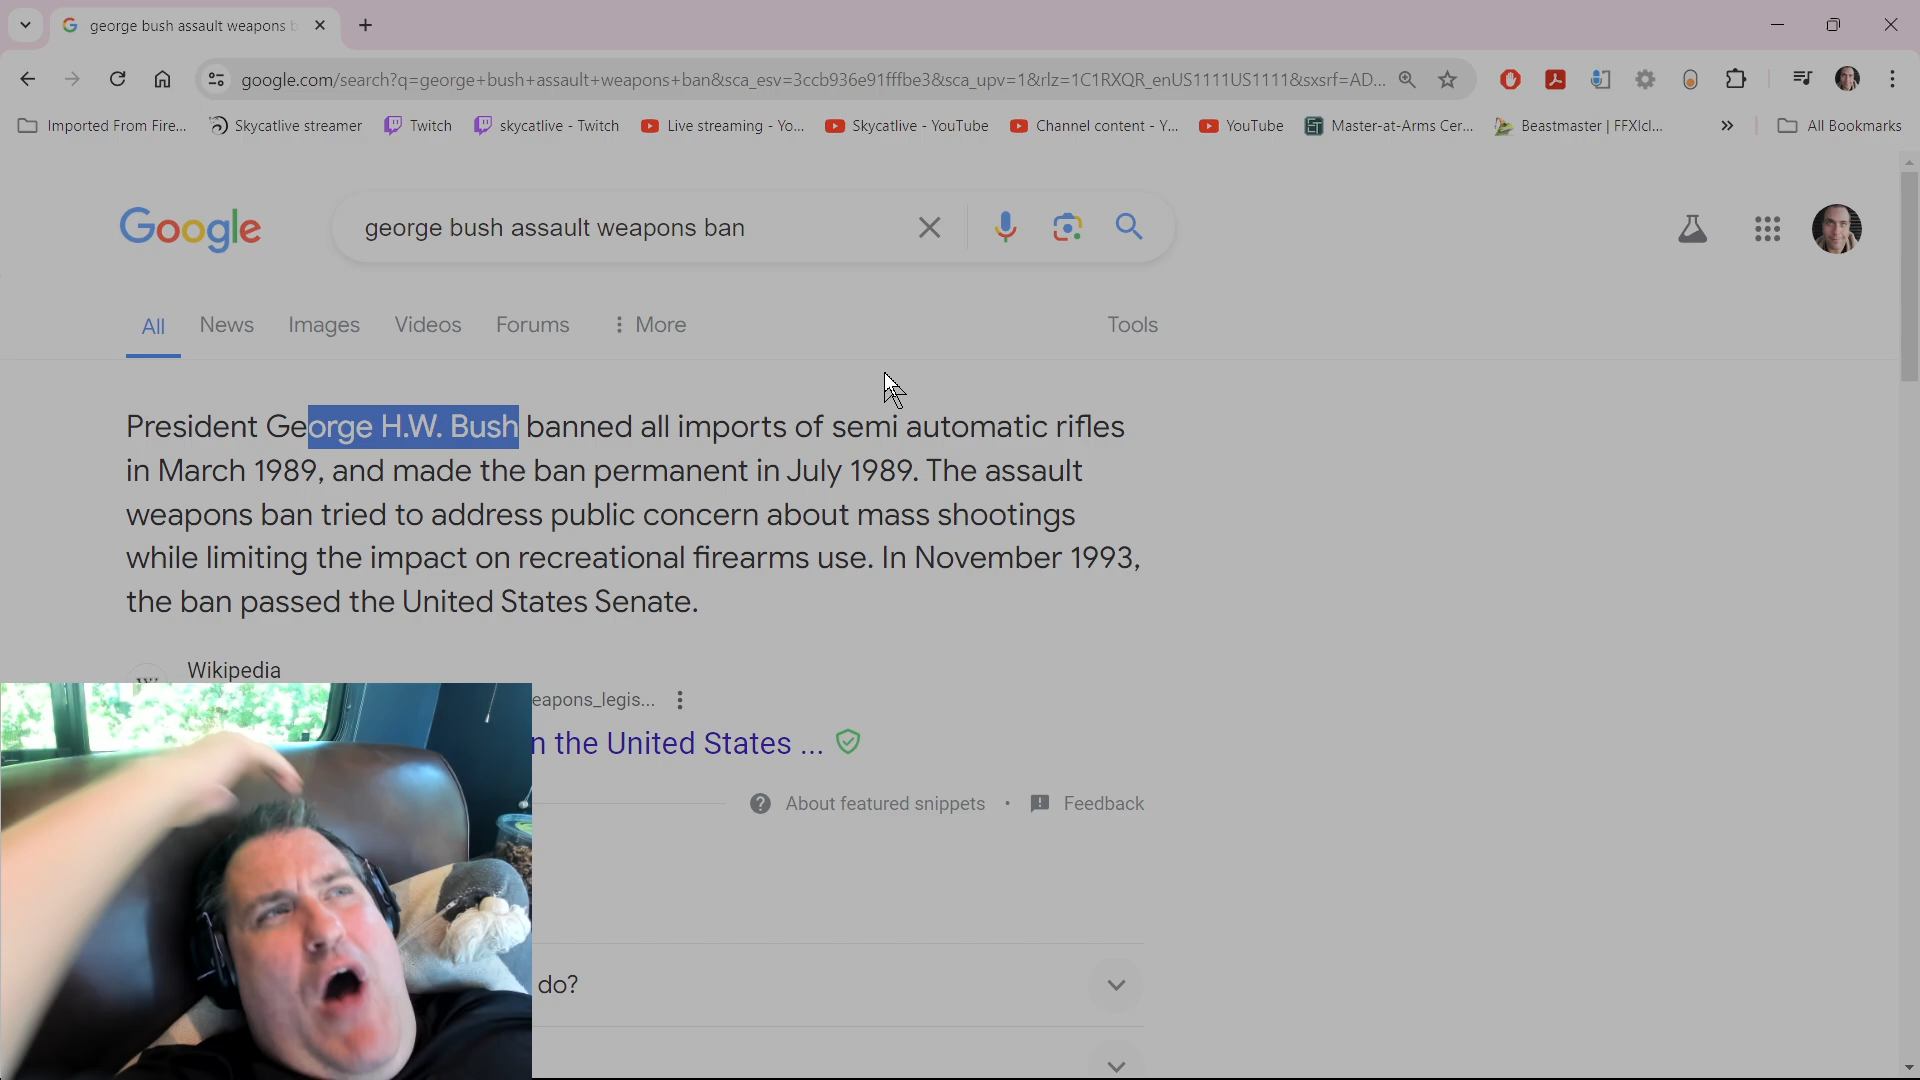 george bush assault weapons b
google.com/search?q=george+bush+assault+weapons+ban&sca_esv=3ccb936e91fffbe3&sca_upv=1&rlz=1C1RXQR_enUS1111US1111&sxsrf=AD...
Imported From Fire... Skycatlive streamer Twitch skycatlive - Twitch Live streaming - Yo... Skycatlive - YouTube Channel content - Y... YouTube Master-at-Arms Cer... Beastmaster | FFXIcl... All Bookmarks
Google george bush assault weapons ban
All News Images Videos Forums More Tools
President George H.W. Bush banned all imports of semi automatic rifles
in March 1989, and made the ban permanent in July 1989. The assault
weapons ban tried to address public concern about mass shootings
while limiting the impact on recreational firearms use. In November 1993,
the ban passed the United States Senate.
Wikipedia
eapons_legis...
n the United States ...
About featured snippets • Feedback
do?